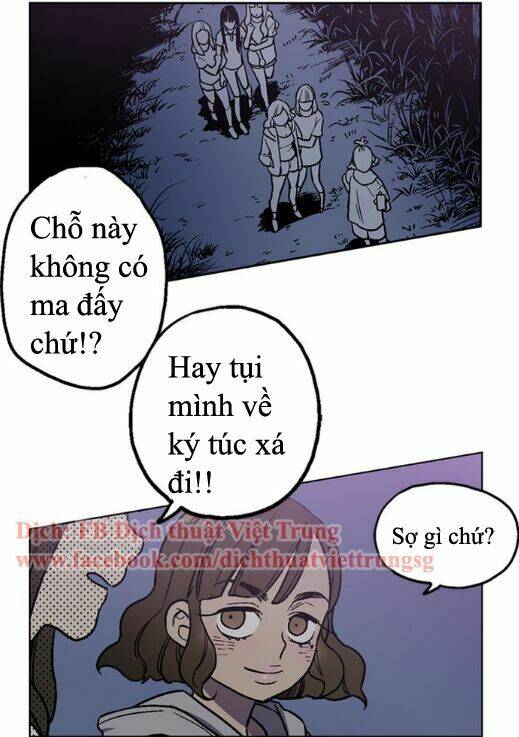 Chỗ này
không có
ma đấy
chứ!?
Hay tụi
mình về
ký túc xá
đi!!
Dịch: FB Dịch thuật Việt Trung
www.facebook.com/dichthuatviettrungsg
Sợ gì chứ?